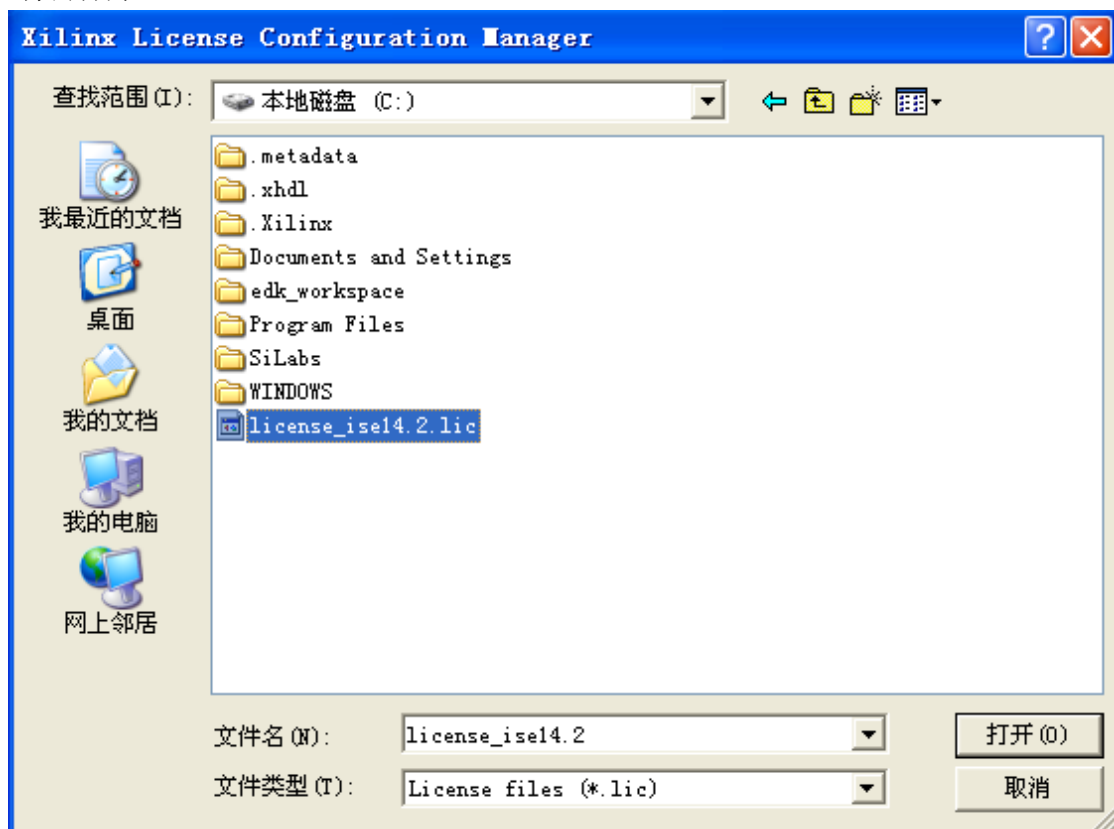 Xilinx License Configuration Manager
查找范围(I):
本地磁盘 (C:)
我最近的文档
桌面
我的文档
我的电脑
网上邻居
.metadata
.xhdl
.Xilinx
Documents and Settings
edk_workspace
Program Files
SiLabs
WINDOWS
license_ise14.2.lic
文件名(N):
license_ise14.2
打开(O)
文件类型(T):
License files (*.lic)
取消